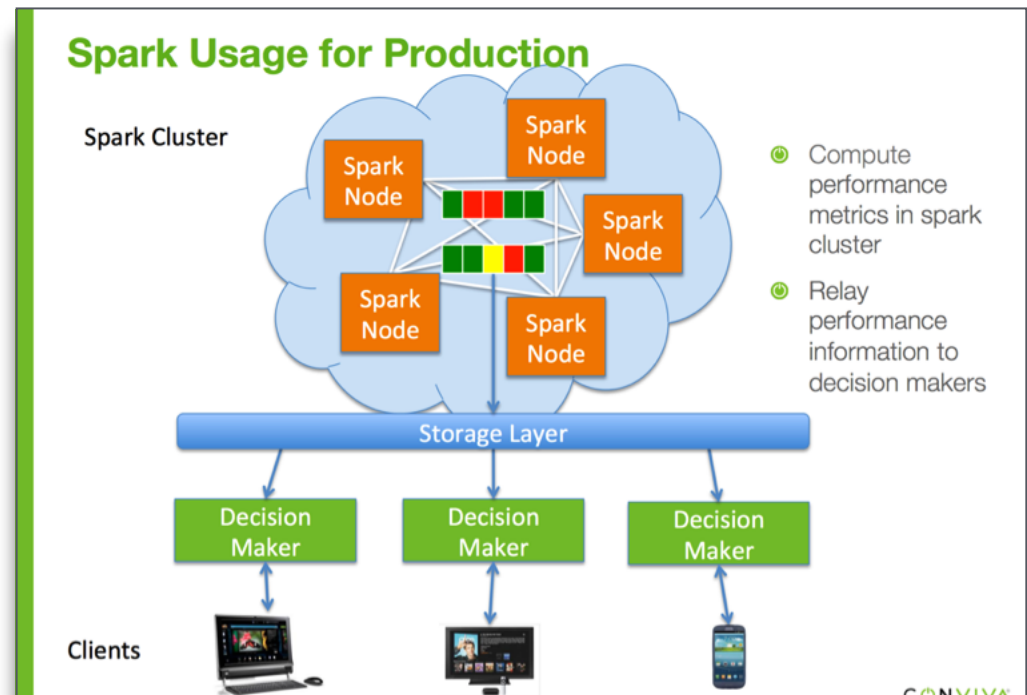 Spark Usage for Production
Spark Cluster
Spark
Node
Spark
Node
Spark
Node
Spark
Node
Spark
Node
Compute
performance
metrics in spark
cluster
Relay
performance
information to
decision makers
Storage Layer
Decision
Maker
Decision
Maker
Decision
Maker
Clients
CONVIVA